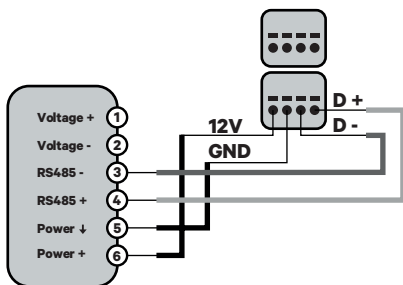 D +
12V
D -
GND
Voltage + 1
Voltage - 2
RS485 - 3
RS485 + 4
Power ↓ 5
Power + 6